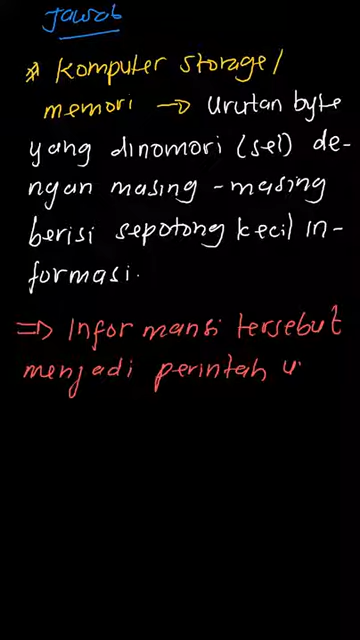 Jawab
* Komputer storage/
memori → Urutan byte
yang dinomori (sel) de-
ngan masing-masing
berisi sepotong kecil in-
formasi.
⇒ Informansi tersebut
menjadi perintah u